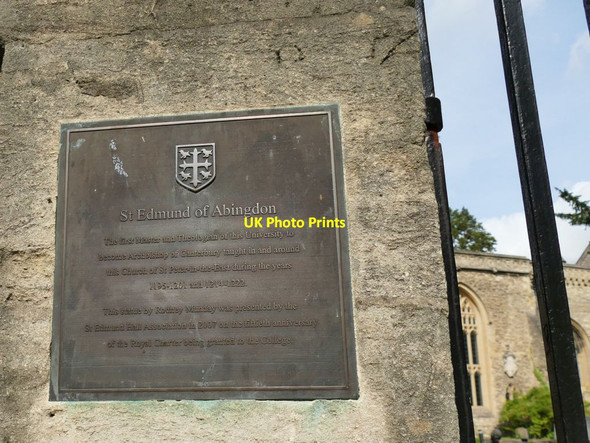 St Edmund of Abingdon
UK Photo Prints
The first Master and Theologian of the University to
become Archbishop of Canterbury taught in and around
this Church of St Peter-in-the-East during the years
This statue by Rodney Munday was presented by the
St Edmund Hall Association in 2007 on the fiftieth anniversary
of the Royal Charter being granted to the College.